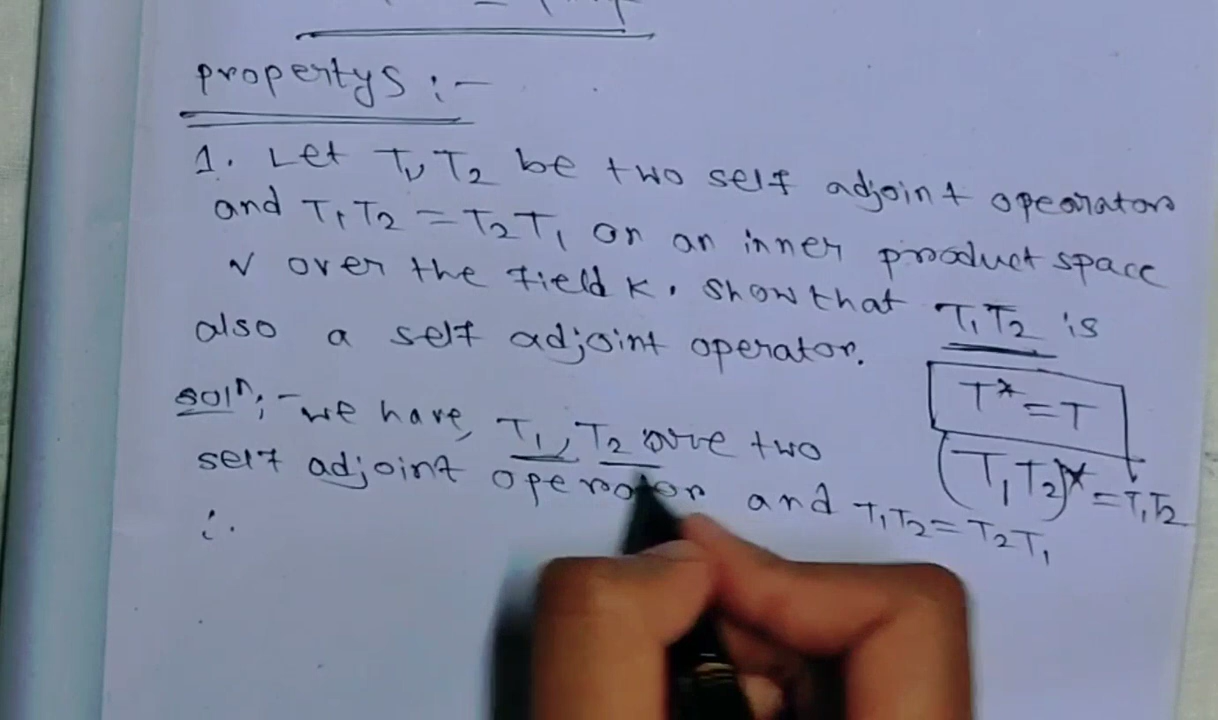 propertys :-
1. Let T1, T2 be two self adjoint opearators
and T1T2 = T2T1 on an inner product space
V over the field K. show that T1T2 is
also a self adjoint operator.
T* = T
(T1T2)* = T1T2
soln:- we have, T1, T2 are two
self adjoint operator and T1T2 = T2T1
∴